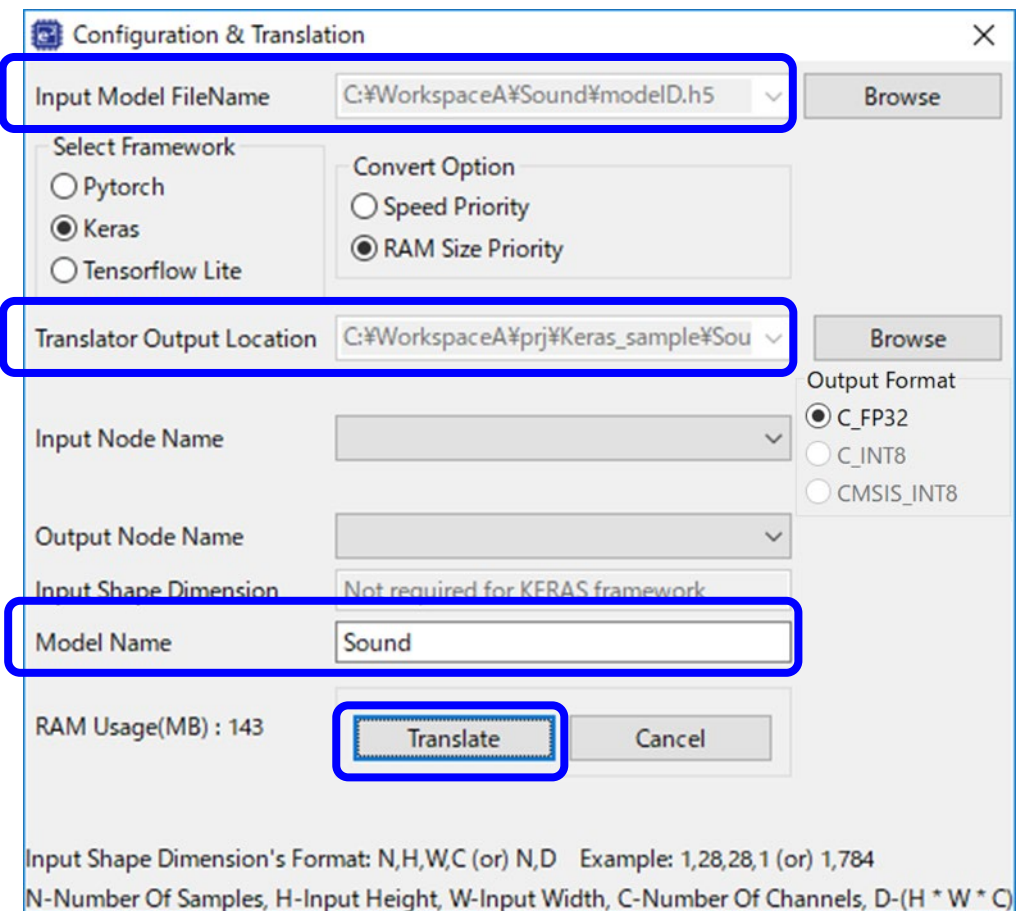 Configuration & Translation
Input Model FileName C:¥WorkspaceA¥Sound¥modelD.h5 Browse
Select Framework
Pytorch
Keras
Tensorflow Lite
Convert Option
Speed Priority
RAM Size Priority
Translator Output Location C:¥WorkspaceA¥prj¥Keras_sample¥Sou Browse
Output Format
C_FP32
C_INT8
CMSIS_INT8
Input Node Name
Output Node Name
Input Shape Dimension Not required for KERAS framework
Model Name Sound
RAM Usage(MB) : 143 Translate Cancel
Input Shape Dimension's Format: N,H,W,C (or) N,D Example: 1,28,28,1 (or) 1,784
N-Number Of Samples, H-Input Height, W-Input Width, C-Number Of Channels, D-(H * W * C)